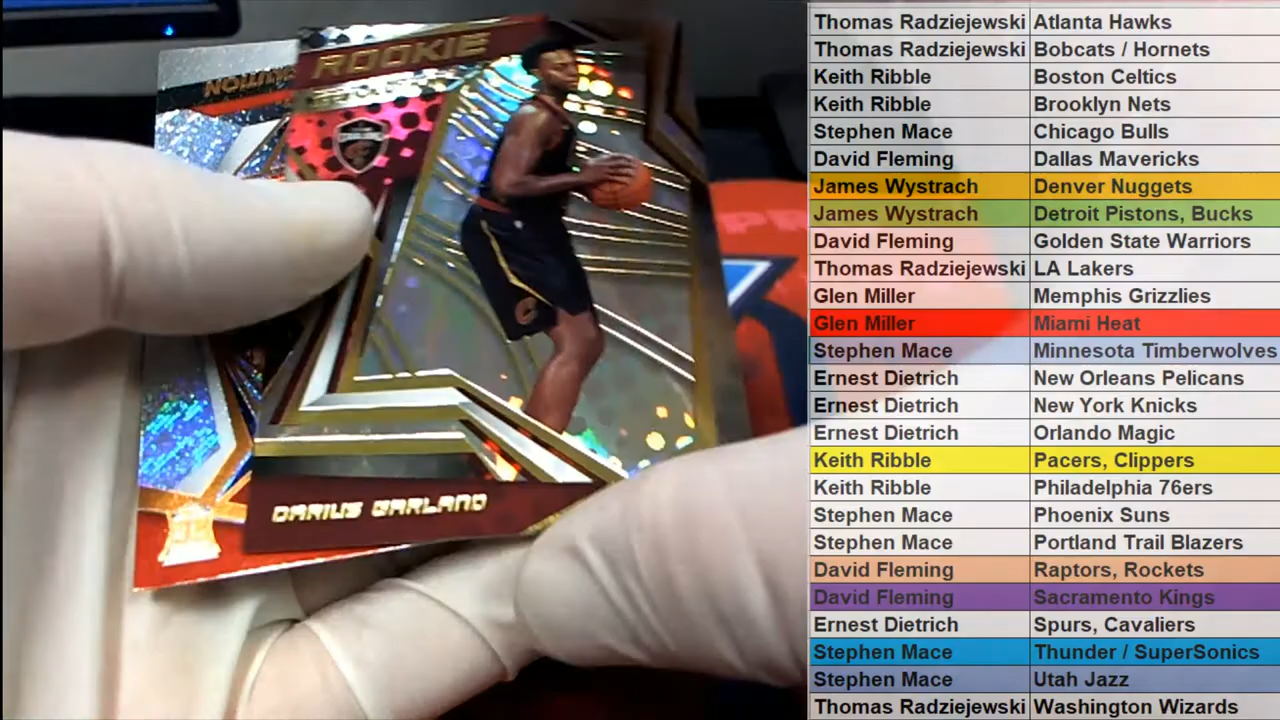 ROOKIE
DARIUS GARLAND
Thomas Radziejewski Atlanta Hawks
Thomas Radziejewski Bobcats / Hornets
Keith Ribble Boston Celtics
Keith Ribble Brooklyn Nets
Stephen Mace Chicago Bulls
David Fleming Dallas Mavericks
James Wystrach Denver Nuggets
James Wystrach Detroit Pistons, Bucks
David Fleming Golden State Warriors
Thomas Radziejewski LA Lakers
Glen Miller Memphis Grizzlies
Glen Miller Miami Heat
Stephen Mace Minnesota Timberwolves
Ernest Dietrich New Orleans Pelicans
Ernest Dietrich New York Knicks
Ernest Dietrich Orlando Magic
Keith Ribble Pacers, Clippers
Keith Ribble Philadelphia 76ers
Stephen Mace Phoenix Suns
Stephen Mace Portland Trail Blazers
David Fleming Raptors, Rockets
David Fleming Sacramento Kings
Ernest Dietrich Spurs, Cavaliers
Stephen Mace Thunder / SuperSonics
Stephen Mace Utah Jazz
Thomas Radziejewski Washington Wizards